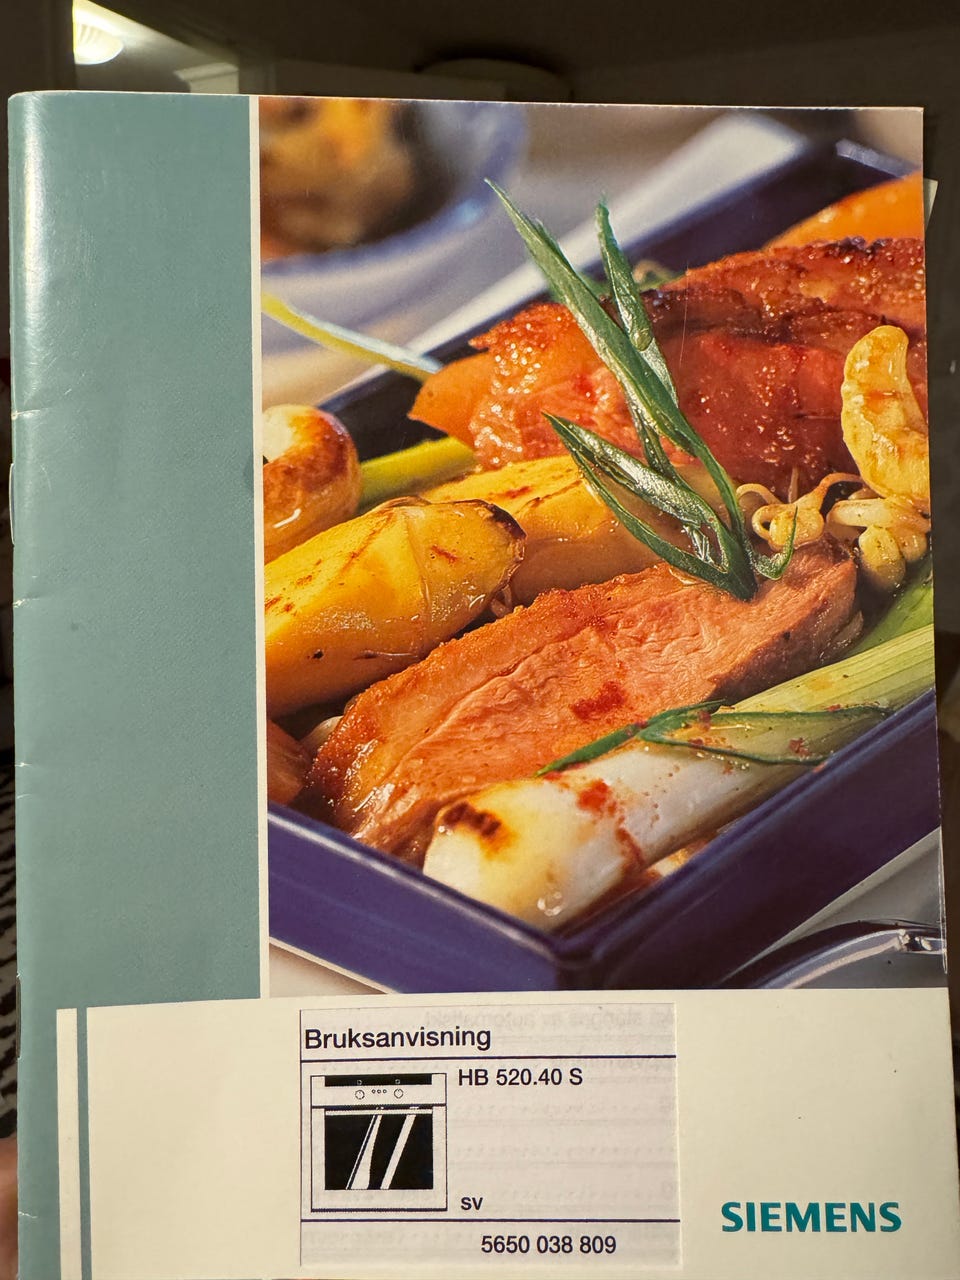 Bruksanvisning
HB 520.40 S
sv
5650 038 809
SIEMENS